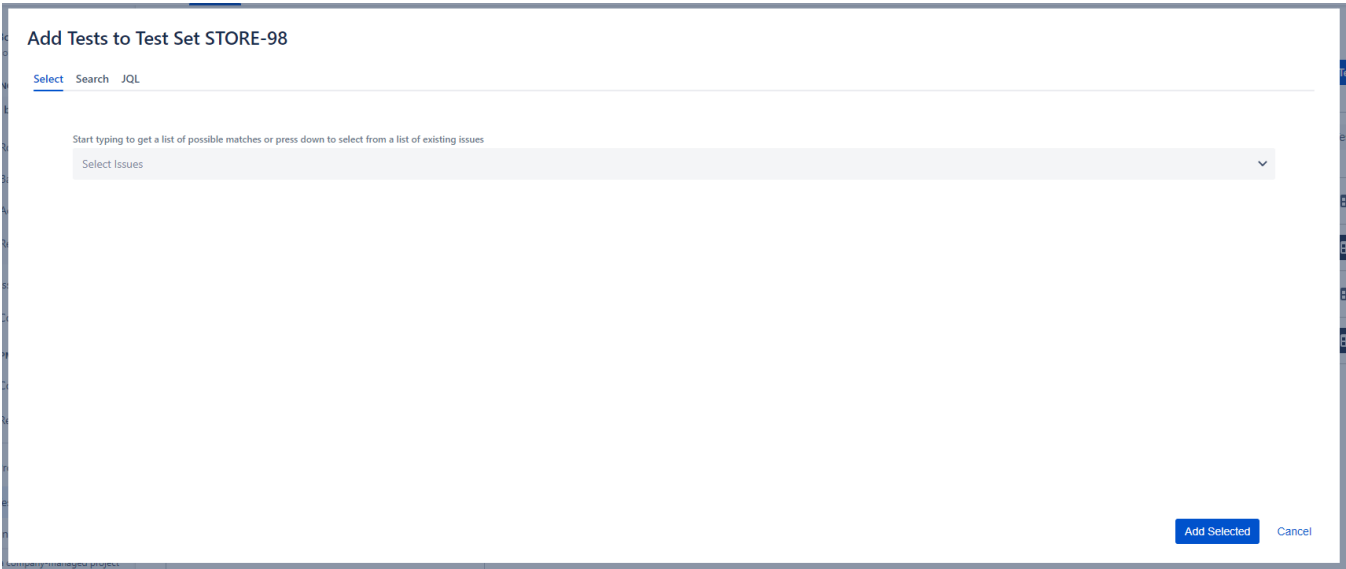 Add Tests to Test Set STORE-98
Select Search JQL
Start typing to get a list of possible matches or press down to select from a list of existing issues
Select Issues
Add Selected Cancel
company-managed project